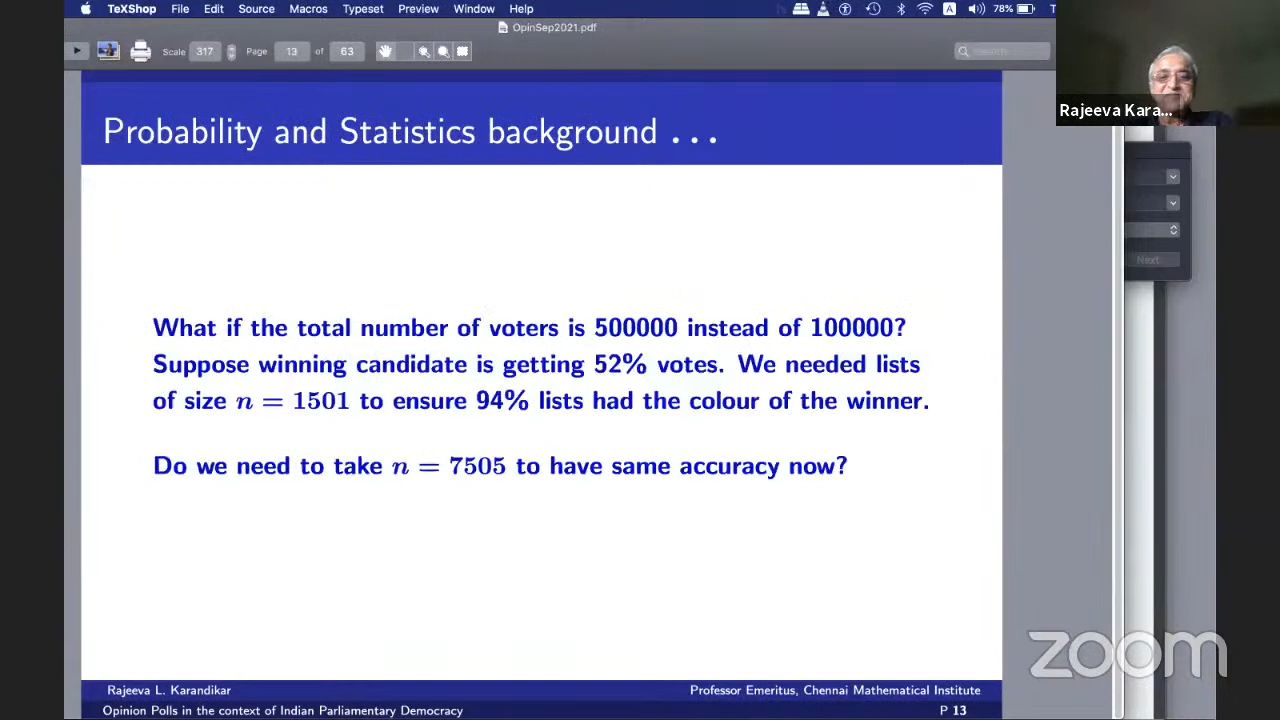 TeXShop File Edit Source Macros Typeset Preview Window Help
A 78%
OpinSep2021.pdf
Scale 317 Page 13 of 63 Search
Rajeeva Kara...
Probability and Statistics background ...
Next
What if the total number of voters is 500000 instead of 100000?
Suppose winning candidate is getting 52% votes. We needed lists
of size n = 1501 to ensure 94% lists had the colour of the winner.
Do we need to take n = 7505 to have same accuracy now?
zoom
Rajeeva L. Karandikar Professor Emeritus, Chennai Mathematical Institute
Opinion Polls in the context of Indian Parliamentary Democracy P 13